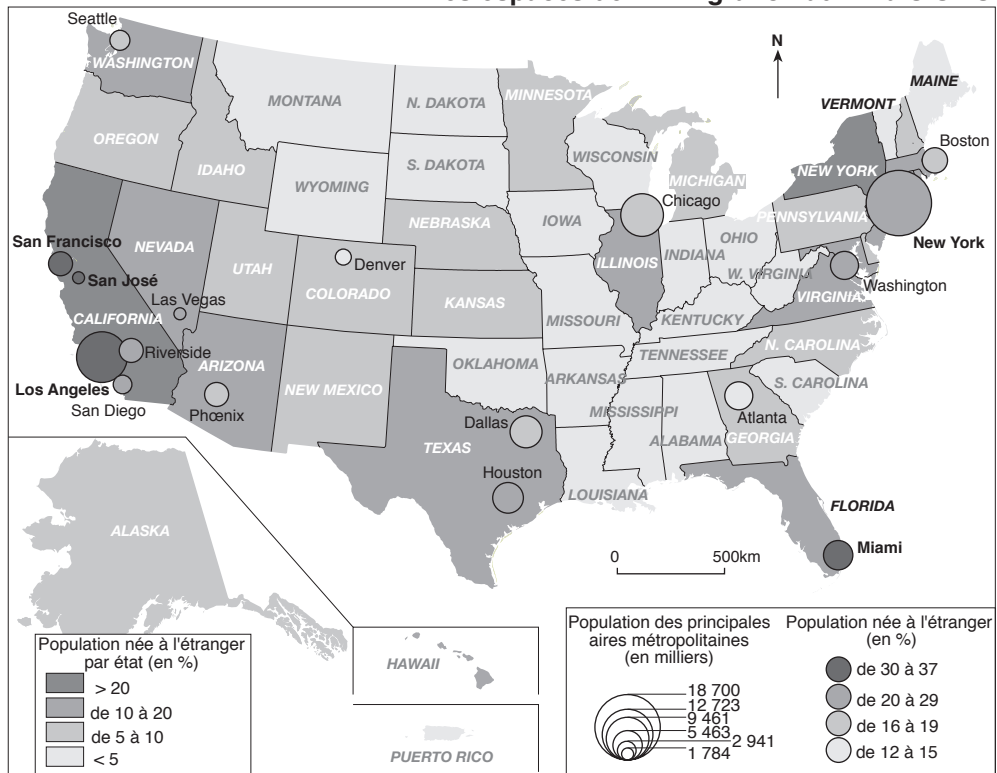 Seattle
WASHINGTON
MONTANA
N. DAKOTA
MINNESOTA
N
MAINE
VERMONT
OREGON
IDAHO
S. DAKOTA
WISCONSIN
MICHIGAN
NEW YORK
Boston
WYOMING
NEBRASKA
IOWA
Chicago
PENNSYLVANIA
New York
San Francisco
NEVADA
UTAH
Denver
COLORADO
ILLINOIS
INDIANA
OHIO
W. VIRGINIA
Washington
San José
Las Vegas
KANSAS
VIRGINIA
CALIFORNIA
MISSOURI
KENTUCKY
Riverside
ARIZONA
NEW MEXICO
OKLAHOMA
TENNESSEE
N. CAROLINA
Los Angeles
ARKANSAS
S. CAROLINA
San Diego
Phœnix
Dallas
MISSISSIPPI
Atlanta
TEXAS
ALABAMA
GEORGIA
Houston
LOUISIANA
FLORIDA
ALASKA
Miami
0 500km
HAWAII
PUERTO RICO
Population née à l'étranger
par état (en %)
> 20
de 10 à 20
de 5 à 10
< 5
Population des principales
aires métropolitaines
(en milliers)
18 700
12 723
9 461
5 463
2 941
1 784
Population née à l'étranger
(en %)
de 30 à 37
de 20 à 29
de 16 à 19
de 12 à 15